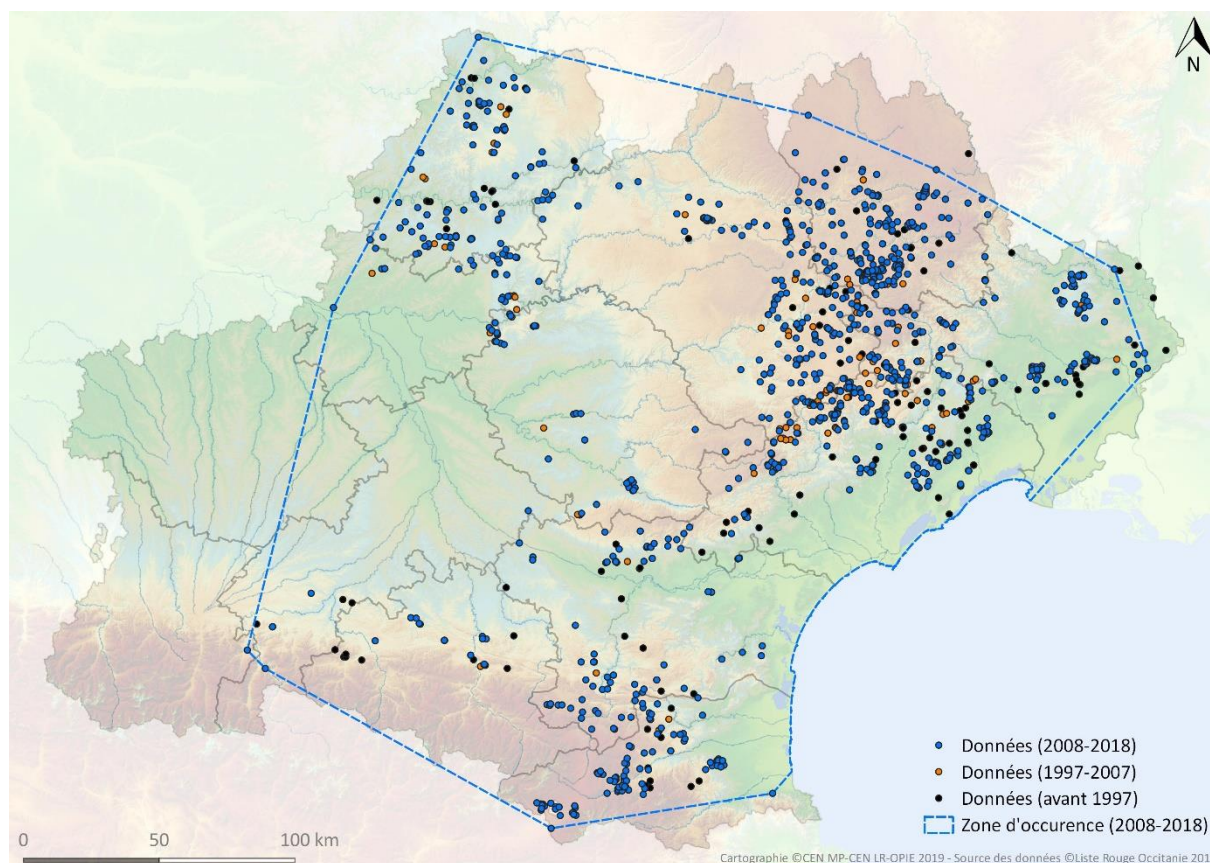 N
Données (2008-2018)
Données (1997-2007)
Données (avant 1997)
Zone d'occurence (2008-2018)
0 50 100 km
Cartographie ©CEN MP-CEN LR-OPIE 2019 - Source des données ©Liste Rouge Occitanie 201